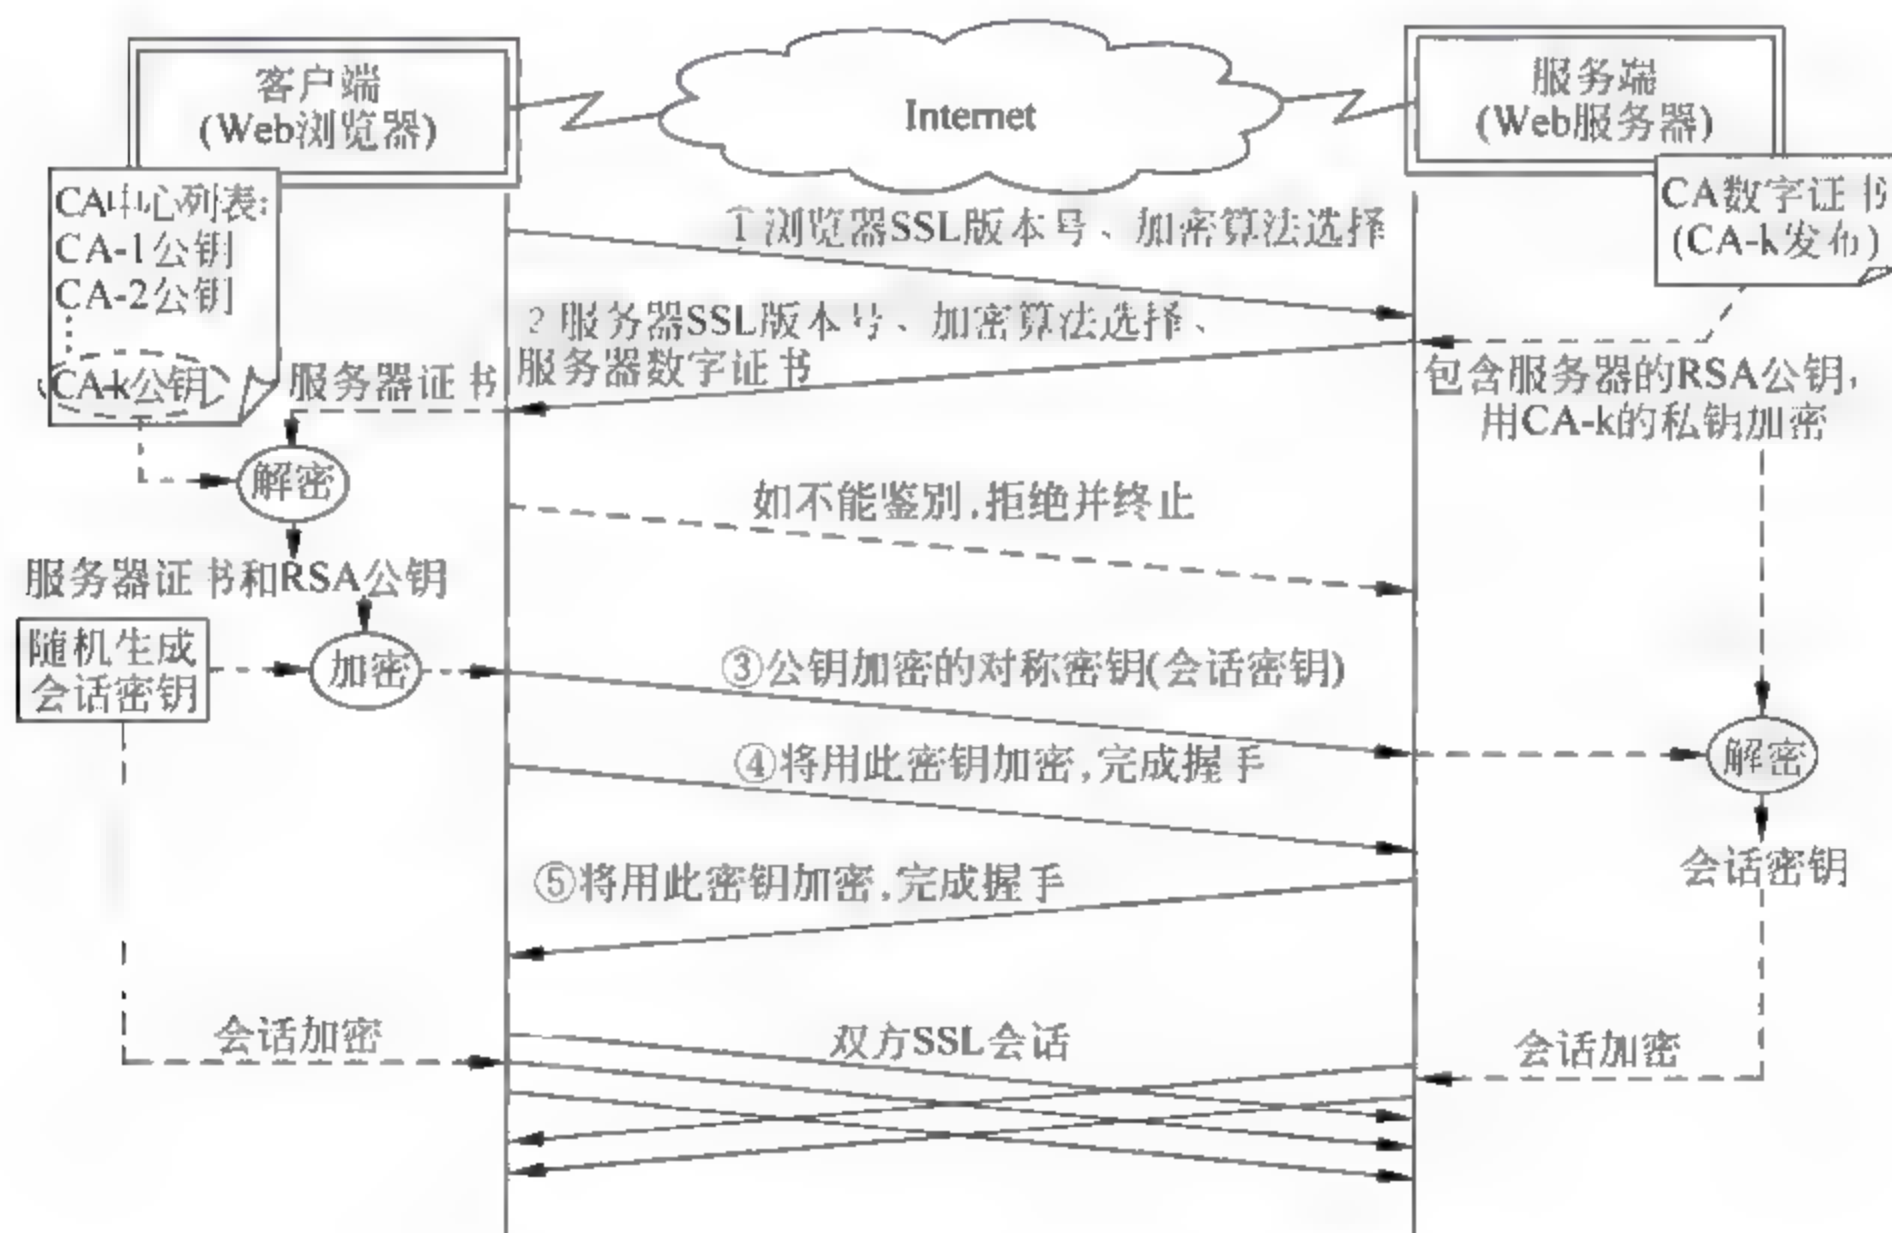 客户端
(Web浏览器)
Internet
服务端
(Web服务器)
CA中心列表:
CA-1公钥
CA-2公钥
CA-k公钥
CA数字证书
(CA-k发布)
①浏览器SSL版本号、加密算法选择
2服务器SSL版本号、加密算法选择、
服务器数字证书
服务器证书
包含服务器的RSA公钥,
用CA-k的私钥加密
解密
如不能鉴别,拒绝并终止
服务器证书和RSA公钥
随机生成
会话密钥
加密
③公钥加密的对称密钥(会话密钥)
解密
④将用此密钥加密,完成握手
⑤将用此密钥加密,完成握手
会话密钥
会话加密
双方SSL会话
会话加密